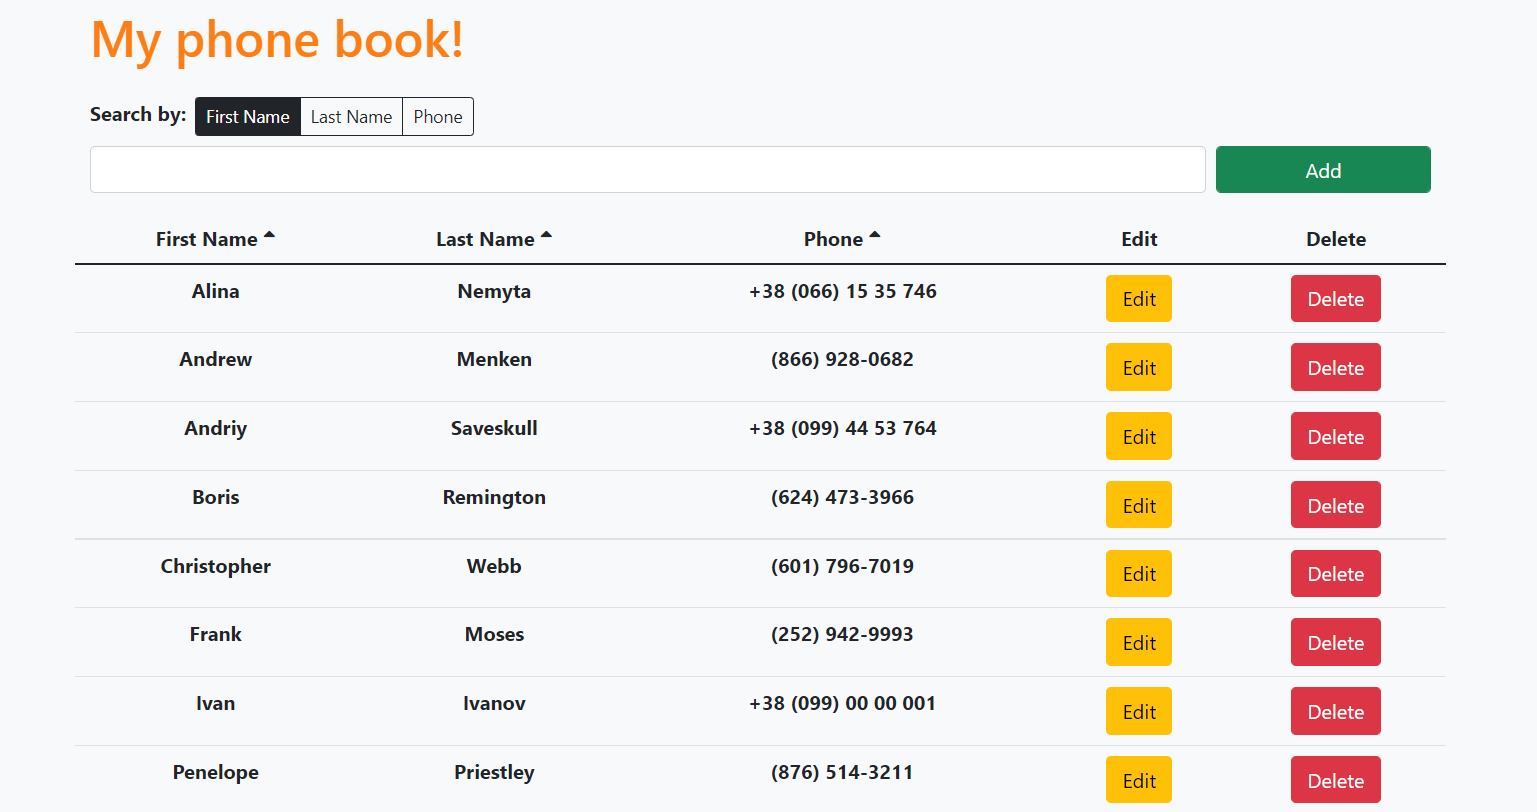 My phone book!
Search by: First Name Last Name Phone
Add
First Name Last Name Phone Edit Delete
Alina Nemyta +38 (066) 15 35 746 Edit Delete
Andrew Menken (866) 928-0682 Edit Delete
Andriy Saveskull +38 (099) 44 53 764 Edit Delete
Boris Remington (624) 473-3966 Edit Delete
Christopher Webb (601) 796-7019 Edit Delete
Frank Moses (252) 942-9993 Edit Delete
Ivan Ivanov +38 (099) 00 00 001 Edit Delete
Penelope Priestley (876) 514-3211 Edit Delete